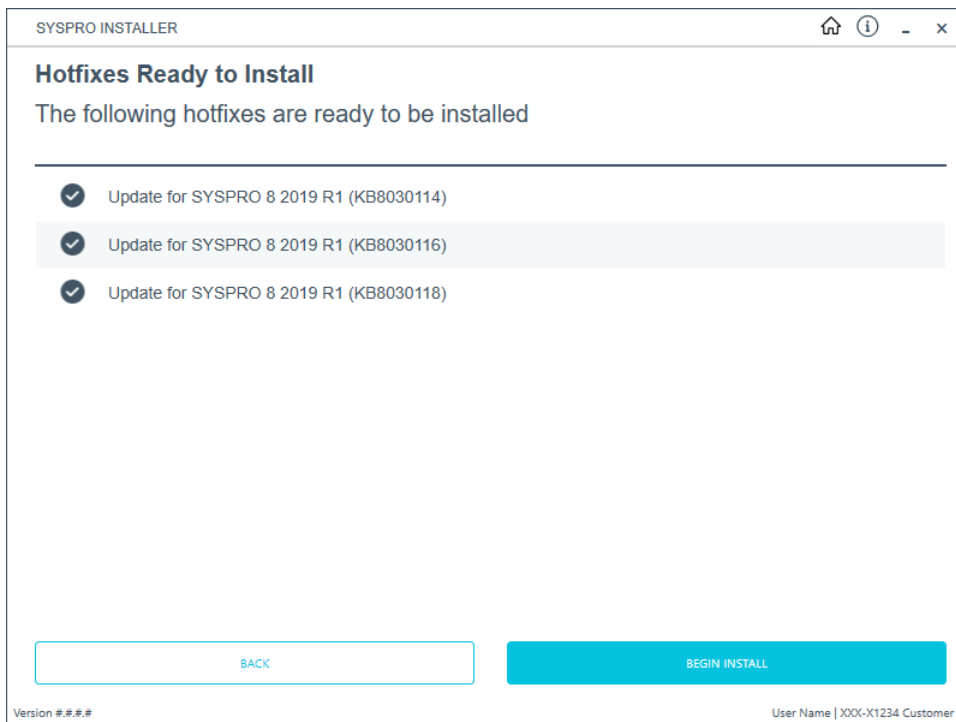 SYSPRO INSTALLER
Hotfixes Ready to Install
The following hotfixes are ready to be installed
Update for SYSPRO 8 2019 R1 (KB8030114)
Update for SYSPRO 8 2019 R1 (KB8030116)
Update for SYSPRO 8 2019 R1 (KB8030118)
BACK
BEGIN INSTALL
Version #.#.#.#
User Name | XXX-X1234 Customer